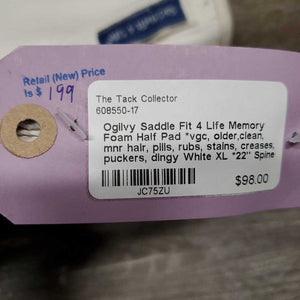 Retail (New) Price
Is $ 199
The Tack Collector
608550-17
Ogilvy Saddle Fit 4 Life Memory
Foam Half Pad *vgc, older,clean,
mnr hair, pills, rubs, stains, creases,
puckers, dingy White XL *22" Spine
$98.00
JC75ZU